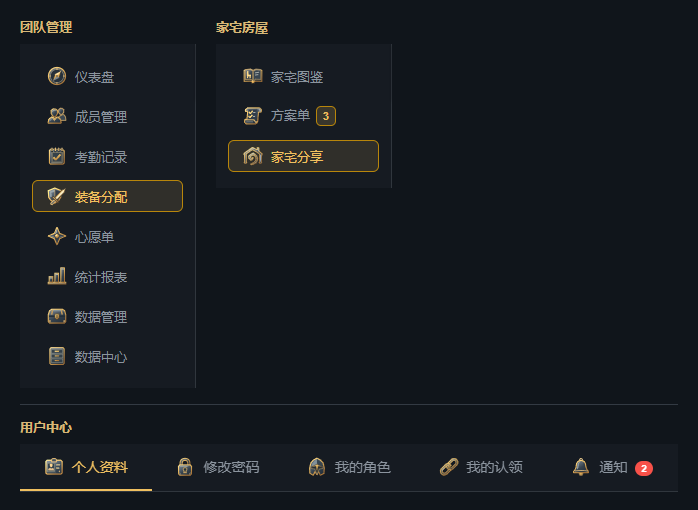 团队管理
仪表盘
成员管理
考勤记录
装备分配
心愿单
统计报表
数据管理
数据中心
家宅房屋
家宅图鉴
方案单 3
家宅分享
用户中心
个人资料 修改密码 我的角色 我的认领 通知 2